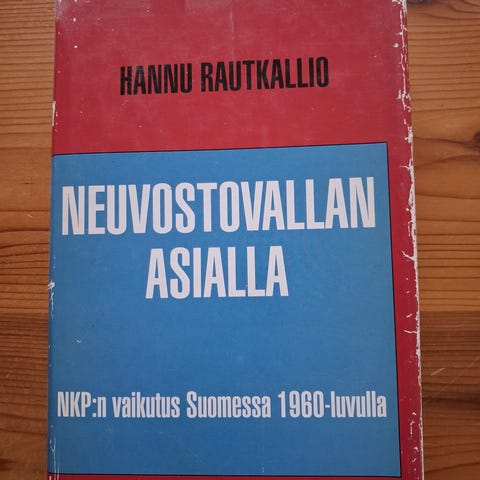 HANNU RAUTKALLIO
NEUVOSTOVALLAN
ASIALLA
NKP:n vaikutus Suomessa 1960-luvulla